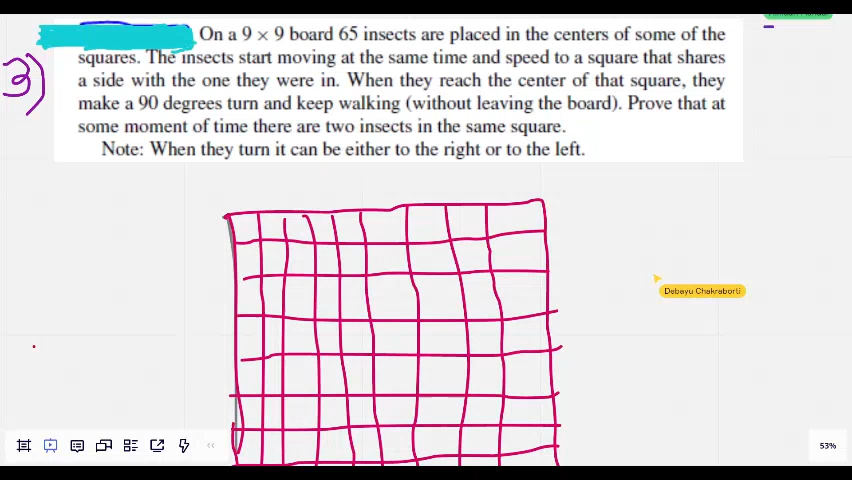 On a 9 × 9 board 65 insects are placed in the centers of some of the
3) squares. The insects start moving at the same time and speed to a square that shares
a side with the one they were in. When they reach the center of that square, they
make a 90 degrees turn and keep walking (without leaving the board). Prove that at
some moment of time there are two insects in the same square.
Note: When they turn it can be either to the right or to the left.
Debayu Chakraborti
53%